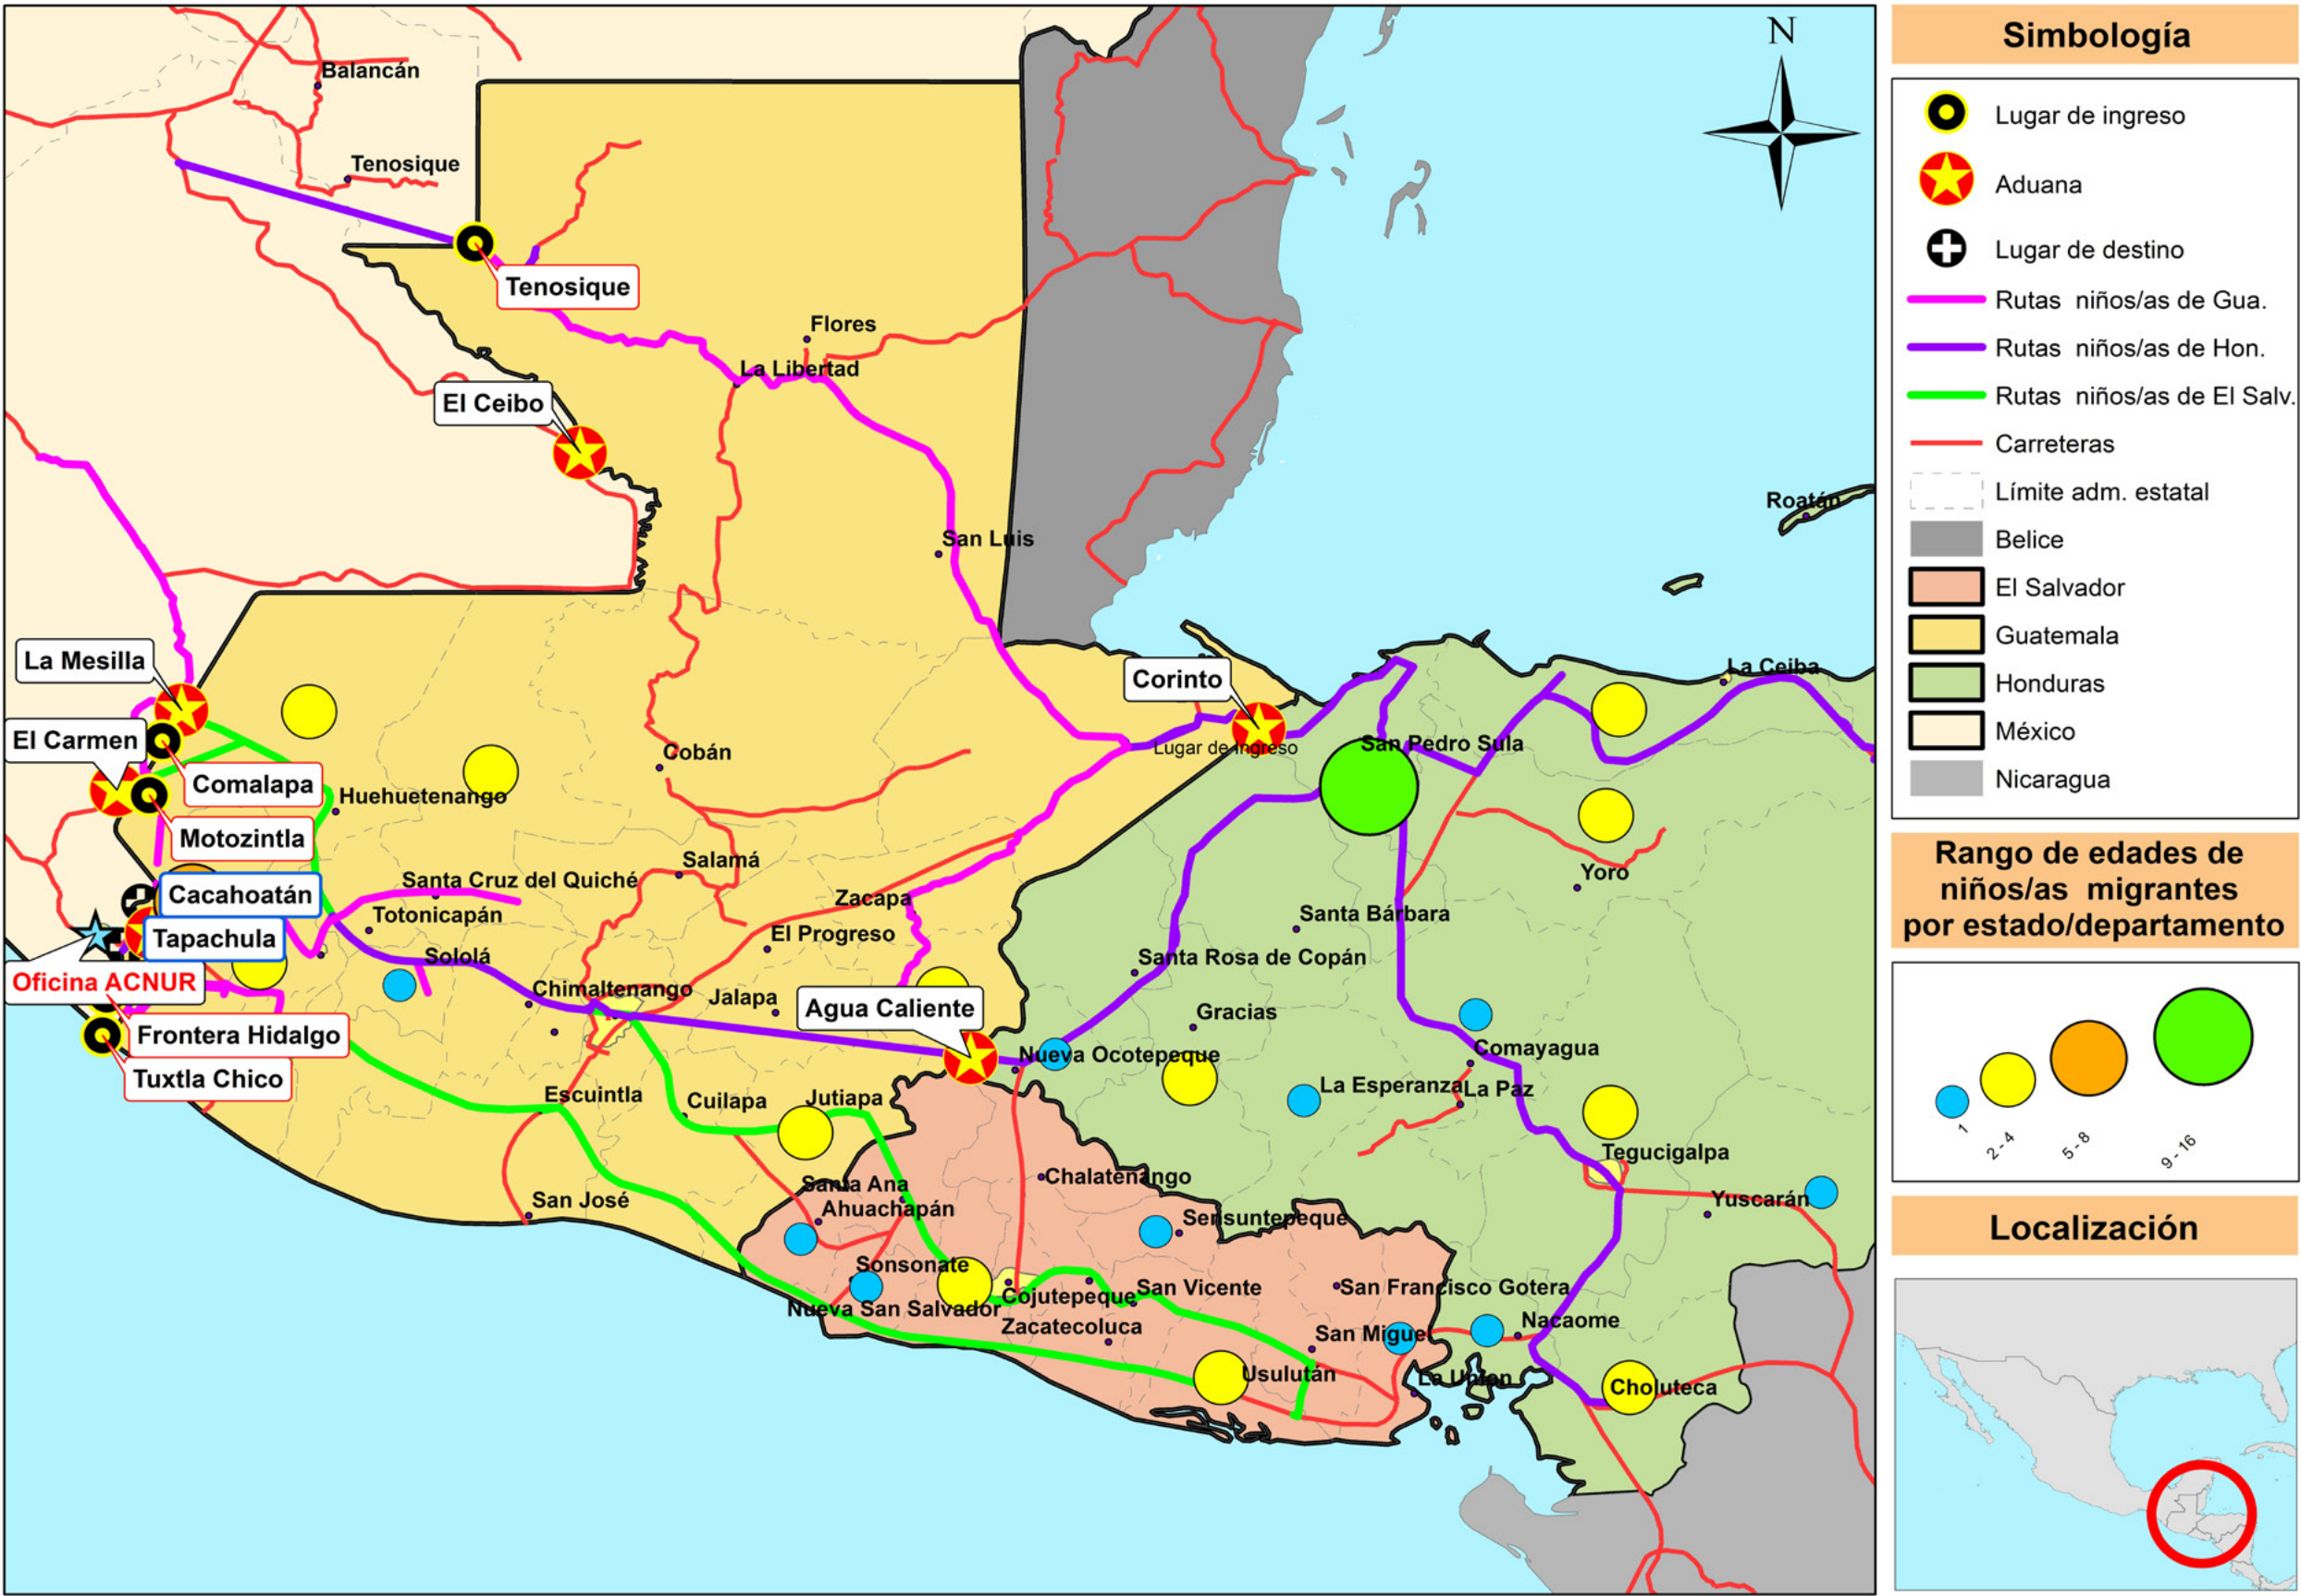 Balancán
Tenosique
Tenosique
Flores
La Libertad
El Ceibo
San Luis
Roatán
La Mesilla
El Carmen
Comalapa
Motozintla
Huehuetenango
Cobán
Corinto
Lugar de ingreso
La Ceiba
San Pedro Sula
Yoro
Salamá
Santa Cruz del Quiché
Cacahoatán
Totonicapán
Zacapa
El Progreso
Santa Bárbara
Tapachula
Sololá
Santa Rosa de Copán
Oficina ACNUR
Chimaltenango
Jalapa
Agua Caliente
Gracias
Frontera Hidalgo
Nueva Ocotepeque
Comayagua
Tuxtla Chico
Escuintla
Cuilapa
Jutiapa
La Esperanza
La Paz
Tegucigalpa
San José
Santa Ana
Ahuachapán
Chalatenango
Sensuntepeque
Yuscarán
Sonsonate
Nueva San Salvador
Cojutepeque
San Vicente
San Francisco Gotera
Zacatecoluca
San Miguel
Nacaome
Usulután
La Union
Choluteca
N
Simbología
Lugar de ingreso
Aduana
Lugar de destino
Rutas niños/as de Gua.
Rutas niños/as de Hon.
Rutas niños/as de El Salv.
Carreteras
Límite adm. estatal
Belice
El Salvador
Guatemala
Honduras
México
Nicaragua
Rango de edades de
niños/as migrantes
por estado/departamento
1
2 - 4
5 - 8
9 - 16
Localización